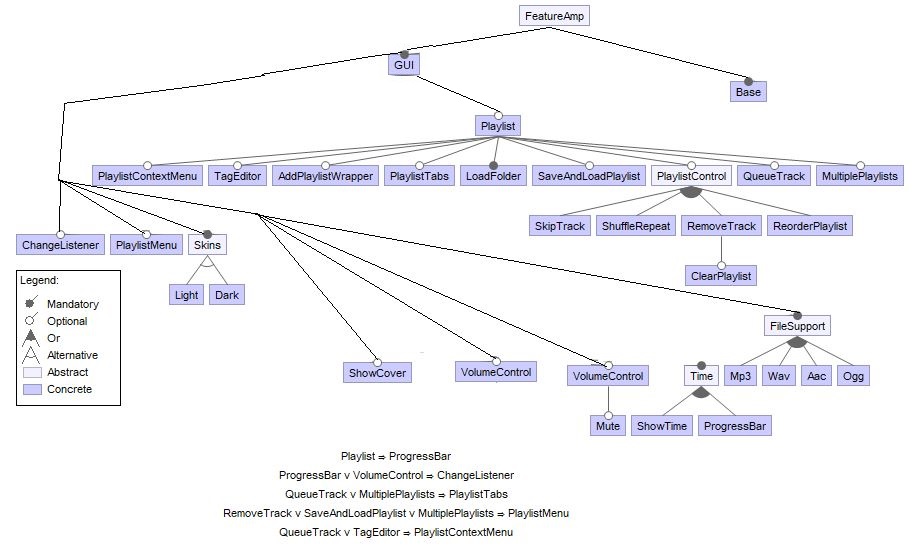 FeatureAmp
GUI
Base
Playlist
PlaylistContextMenu TagEditor AddPlaylistWrapper PlaylistTabs LoadFolder SaveAndLoadPlaylist PlaylistControl QueueTrack MultiplePlaylists
SkipTrack ShuffleRepeat RemoveTrack ReorderPlaylist
ChangeListener PlaylistMenu Skins
ClearPlaylist
Light Dark
Legend:
Mandatory
Optional
Or
Alternative
Abstract
Concrete
FileSupport
ShowCover VolumeControl VolumeControl Time Mp3 Wav Aac Ogg
Mute ShowTime ProgressBar
Playlist ⇒ ProgressBar
ProgressBar ∨ VolumeControl ⇒ ChangeListener
QueueTrack ∨ MultiplePlaylists ⇒ PlaylistTabs
RemoveTrack ∨ SaveAndLoadPlaylist ∨ MultiplePlaylists ⇒ PlaylistMenu
QueueTrack ∨ TagEditor ⇒ PlaylistContextMenu